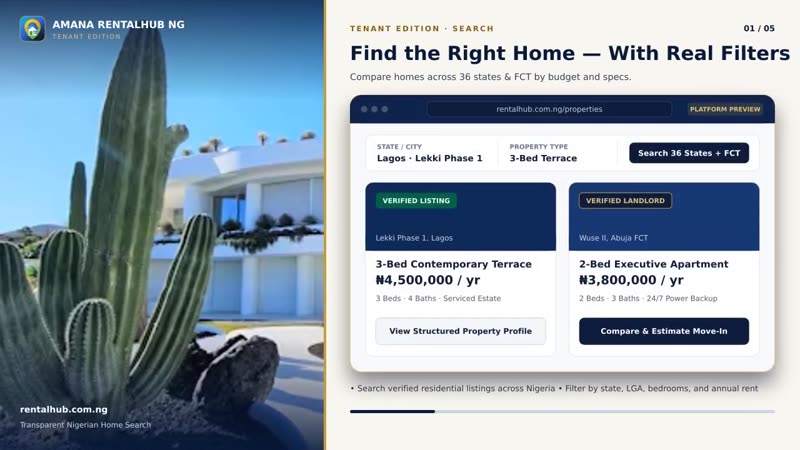 AMANA RENTALHUB NG
TENANT EDITION
rentalhub.com.ng
Transparent Nigerian Home Search
TENANT EDITION · SEARCH
01 / 05
Find the Right Home — With Real Filters
Compare homes across 36 states & FCT by budget and specs.
rentalhub.com.ng/properties
PLATFORM PREVIEW
STATE / CITY
Lagos · Lekki Phase 1
PROPERTY TYPE
3-Bed Terrace
Search 36 States + FCT
VERIFIED LISTING
Lekki Phase 1, Lagos
3-Bed Contemporary Terrace
₦4,500,000 / yr
3 Beds · 4 Baths · Serviced Estate
View Structured Property Profile
VERIFIED LANDLORD
Wuse II, Abuja FCT
2-Bed Executive Apartment
₦3,800,000 / yr
2 Beds · 3 Baths · 24/7 Power Backup
Compare & Estimate Move-In
• Search verified residential listings across Nigeria • Filter by state, LGA, bedrooms, and annual rent